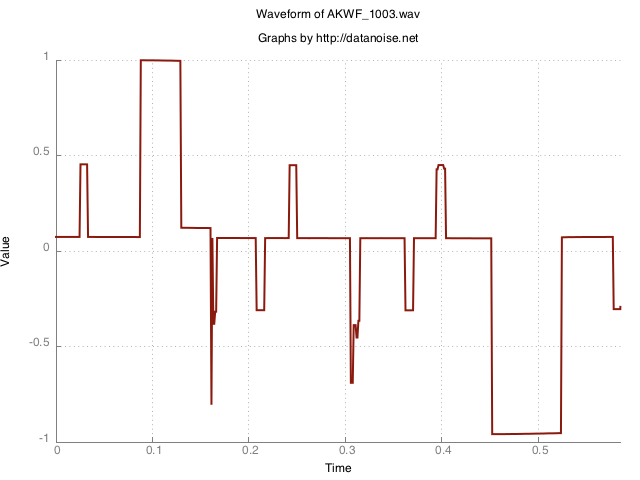 Waveform of AKWF_1003.wav
Graphs by http://datanoise.net
1
0.5
0
-0.5
-1
Value
0 0.1 0.2 0.3 0.4 0.5
Time